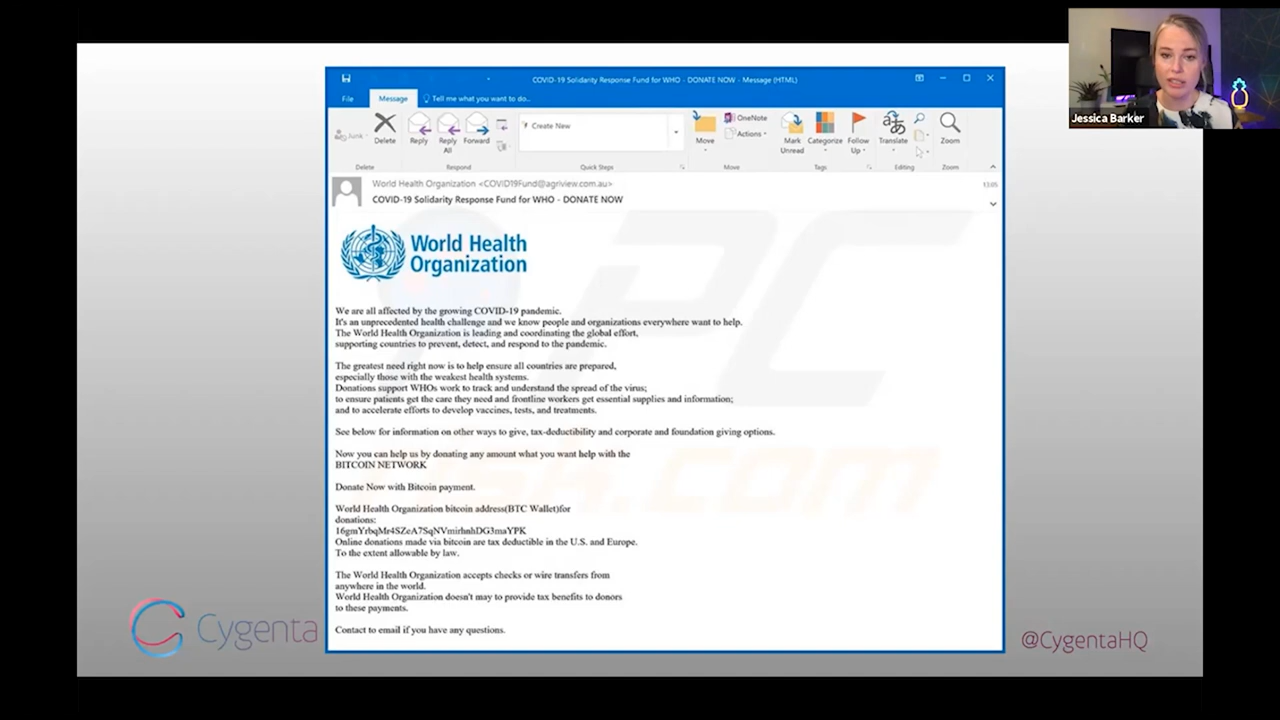 COVID-19 Solidarity Response Fund for WHO - DONATE NOW - Message (HTML)
File
Message
Tell me what you want to do...
Junk
Delete
Reply
Reply All
Forward
Create New
Move
OneNote
Actions
Mark Unread
Categorize
Follow Up
Translate
Zoom
Delete
Respond
Quick Steps
Move
Tags
Editing
Zoom
World Health Organization <COVID19Fund@agriview.com.au>
13:05
COVID-19 Solidarity Response Fund for WHO - DONATE NOW
World Health
Organization
We are all affected by the growing COVID-19 pandemic.
It's an unprecedented health challenge and we know people and organizations everywhere want to help.
The World Health Organization is leading and coordinating the global effort,
supporting countries to prevent, detect, and respond to the pandemic.
The greatest need right now is to help ensure all countries are prepared,
especially those with the weakest health systems.
Donations support WHOs work to track and understand the spread of the virus;
to ensure patients get the care they need and frontline workers get essential supplies and information;
and to accelerate efforts to develop vaccines, tests, and treatments.
See below for information on other ways to give, tax-deductibility and corporate and foundation giving options.
Now you can help us by donating any amount what you want help with the
BITCOIN NETWORK
Donate Now with Bitcoin payment.
World Health Organization bitcoin address(BTC Wallet)for
donations:
16gmYrbqMr4SZeA7SqNVmirhnhDG3maYPK
Online donations made via bitcoin are tax deductible in the U.S. and Europe.
To the extent allowable by law.
The World Health Organization accepts checks or wire transfers from
anywhere in the world.
World Health Organization doesn't may to provide tax benefits to donors
to these payments.
Contact to email if you have any questions.
Cygenta
@CygentaHQ
Jessica Barker